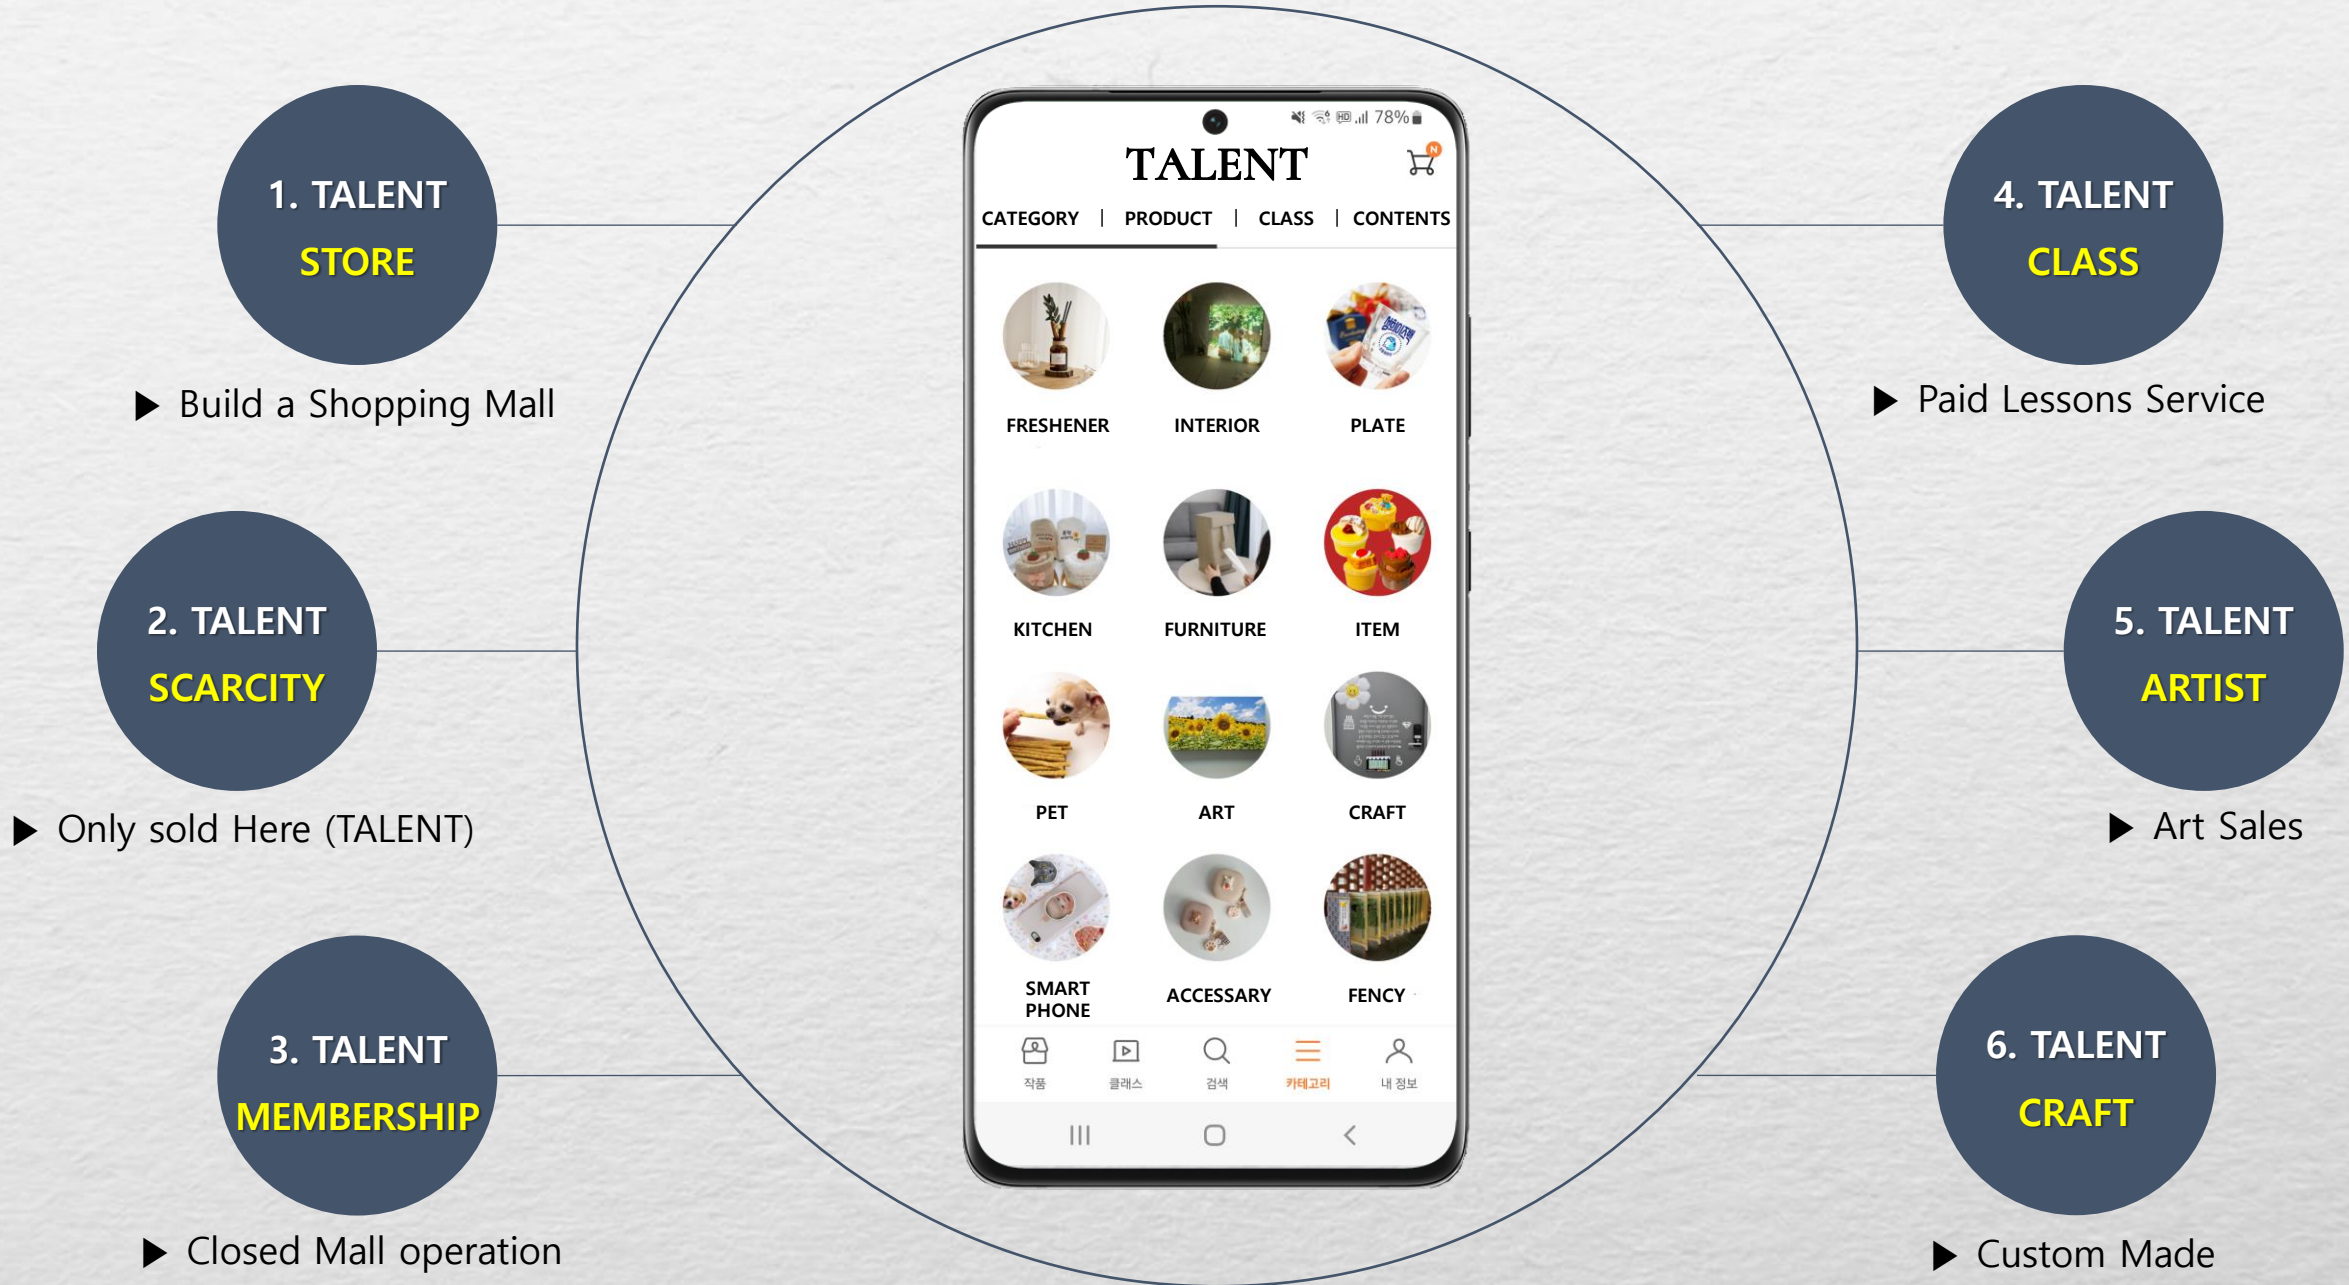 1. TALENT
STORE
▶ Build a Shopping Mall
2. TALENT
SCARCITY
▶ Only sold Here (TALENT)
3. TALENT
MEMBERSHIP
▶ Closed Mall operation
78%
TALENT
N
CATEGORY | PRODUCT | CLASS | CONTENTS
FRESHENER INTERIOR PLATE
KITCHEN FURNITURE ITEM
PET ART CRAFT
SMART
PHONE
ACCESSARY FENCY
작품 클래스 검색 카테고리 내 정보
4. TALENT
CLASS
▶ Paid Lessons Service
5. TALENT
ARTIST
▶ Art Sales
6. TALENT
CRAFT
▶ Custom Made